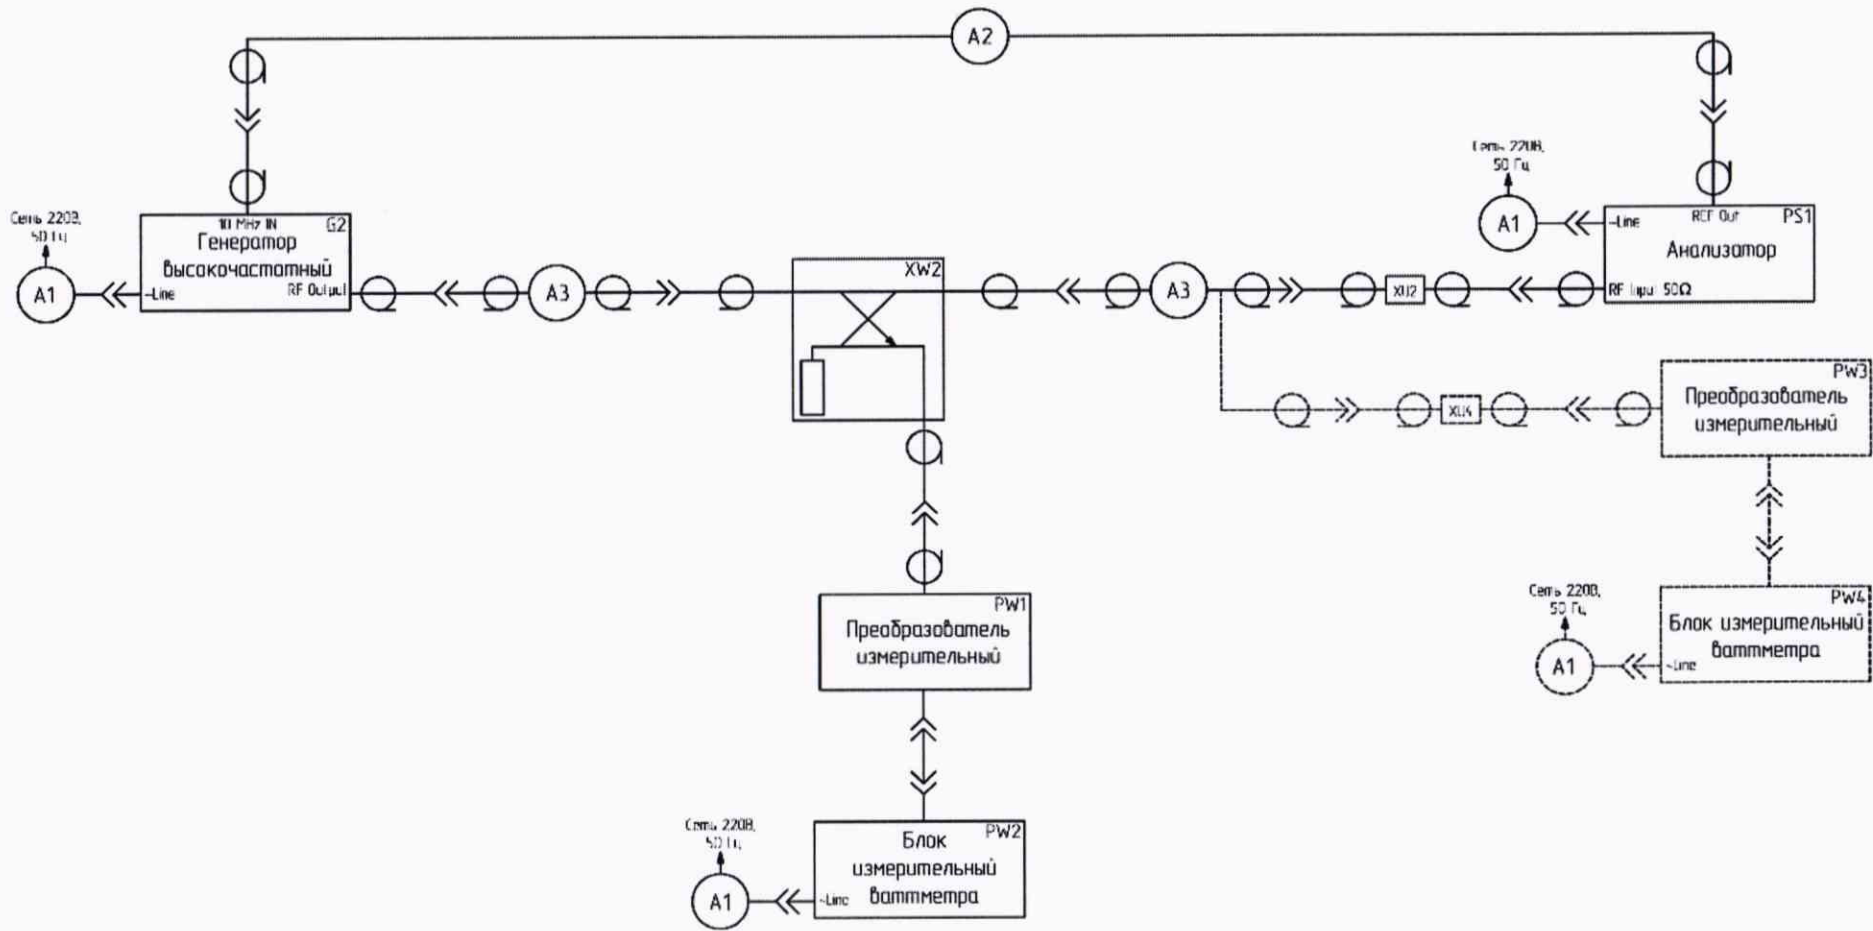 A2
Сеть 220В,
50 Гц
A1
10 MHz IN
G2
Генератор
высокочастотный
~Line
RF Output
A3
XW2
A3
Сеть 220В,
50 Гц
A1
~Line
REF Out
PS1
Анализатор
RF Input 50Ω
XU2
XU4
PW3
Преобразователь
измерительный
PW1
Преобразователь
измерительный
Сеть 220В,
50 Гц
A1
~Line
PW4
Блок измерительный
ваттметра
Сеть 220В,
50 Гц
A1
~Line
PW2
Блок
измерительный
ваттметра